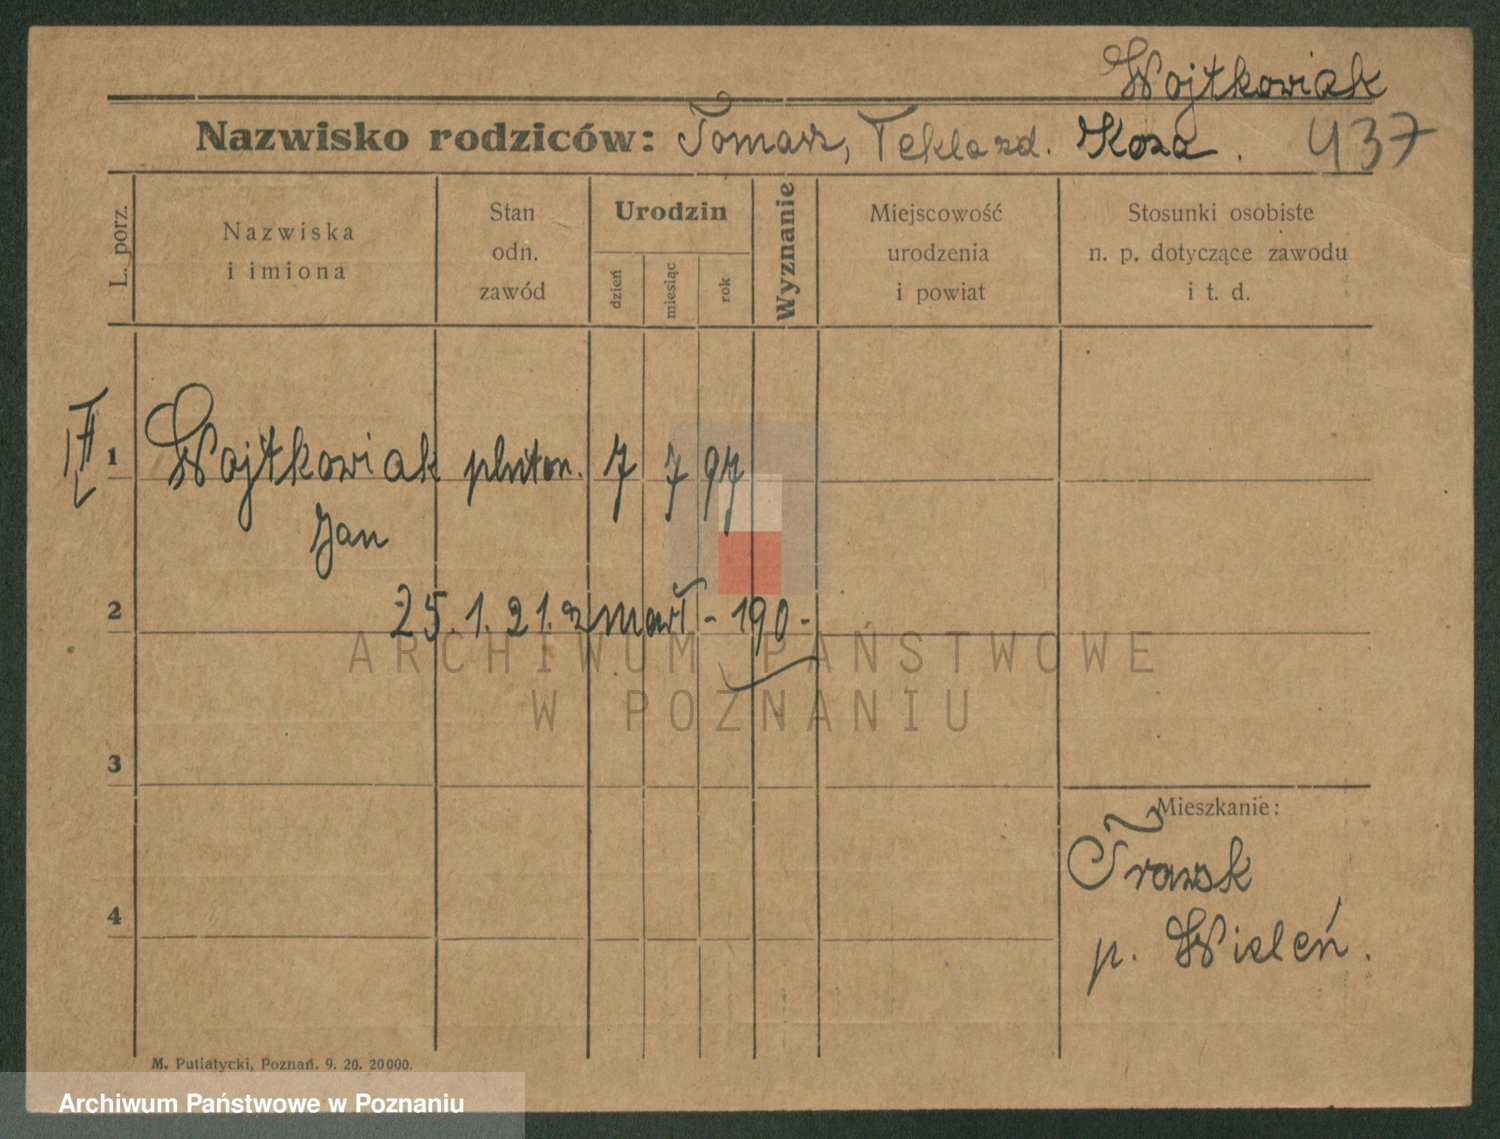 Wojtkowiak
Nazwisko rodziców: Tomasz, Tekla zd. Koza. 437
L. porz.
Nazwiska
i imiona
Stan
odn.
zawód
Urodzin
dzień
miesiąc
rok
Wyznanie
Miejscowość
urodzenia
i powiat
Stosunki osobiste
n. p. dotyczące zawodu
i t. d.
1 Wojtkowiak pluton. 7 7 97
Jan
2 25.1.21. zmarł - 190-
3
Mieszkanie:
4
p. Wieleń.
M. Putiatycki, Poznań. 9. 20. 20000.
ARCHIWUM PAŃSTWOWE
W POZNANIU
Archiwum Państwowe w Poznaniu